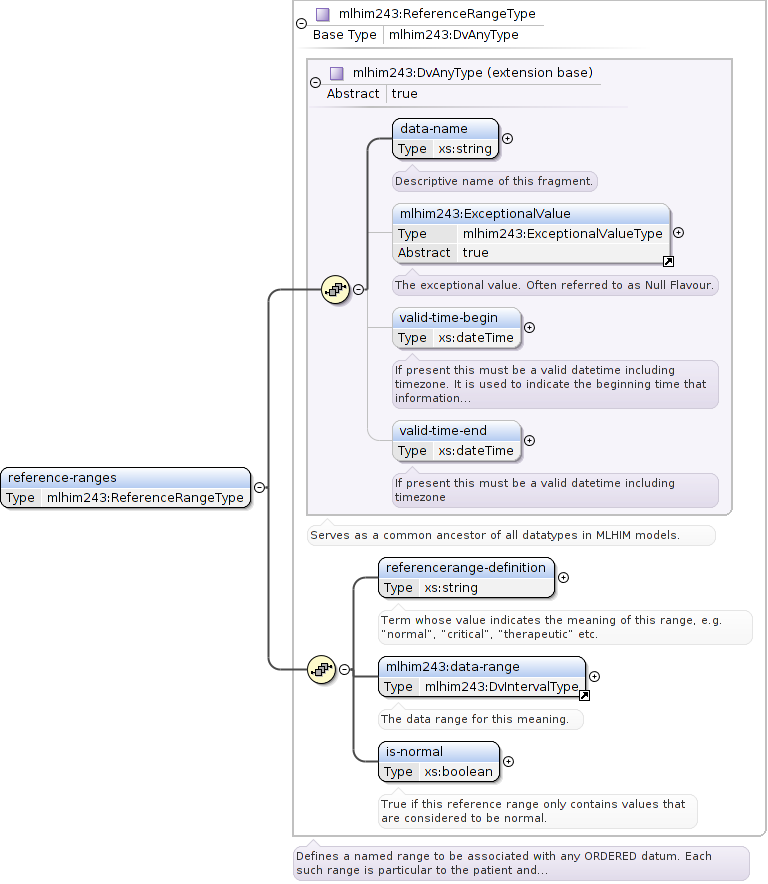 mlhim243:ReferenceRangeType
Base Type mlhim243:DvAnyType
mlhim243:DvAnyType (extension base)
Abstract true
data-name
Type xs:string
Descriptive name of this fragment.
mlhim243:ExceptionalValue
Type mlhim243:ExceptionalValueType
Abstract true
The exceptional value. Often referred to as Null Flavour.
valid-time-begin
Type xs:dateTime
If present this must be a valid datetime including
timezone. It is used to indicate the beginning time that
information...
valid-time-end
Type xs:dateTime
If present this must be a valid datetime including
timezone
reference-ranges
Type mlhim243:ReferenceRangeType
Serves as a common ancestor of all datatypes in MLHIM models.
referencerange-definition
Type xs:string
Term whose value indicates the meaning of this range, e.g.
"normal", "critical", "therapeutic" etc.
mlhim243:data-range
Type mlhim243:DvIntervalType
The data range for this meaning.
is-normal
Type xs:boolean
True if this reference range only contains values that
are considered to be normal.
Defines a named range to be associated with any ORDERED datum. Each
such range is particular to the patient and...